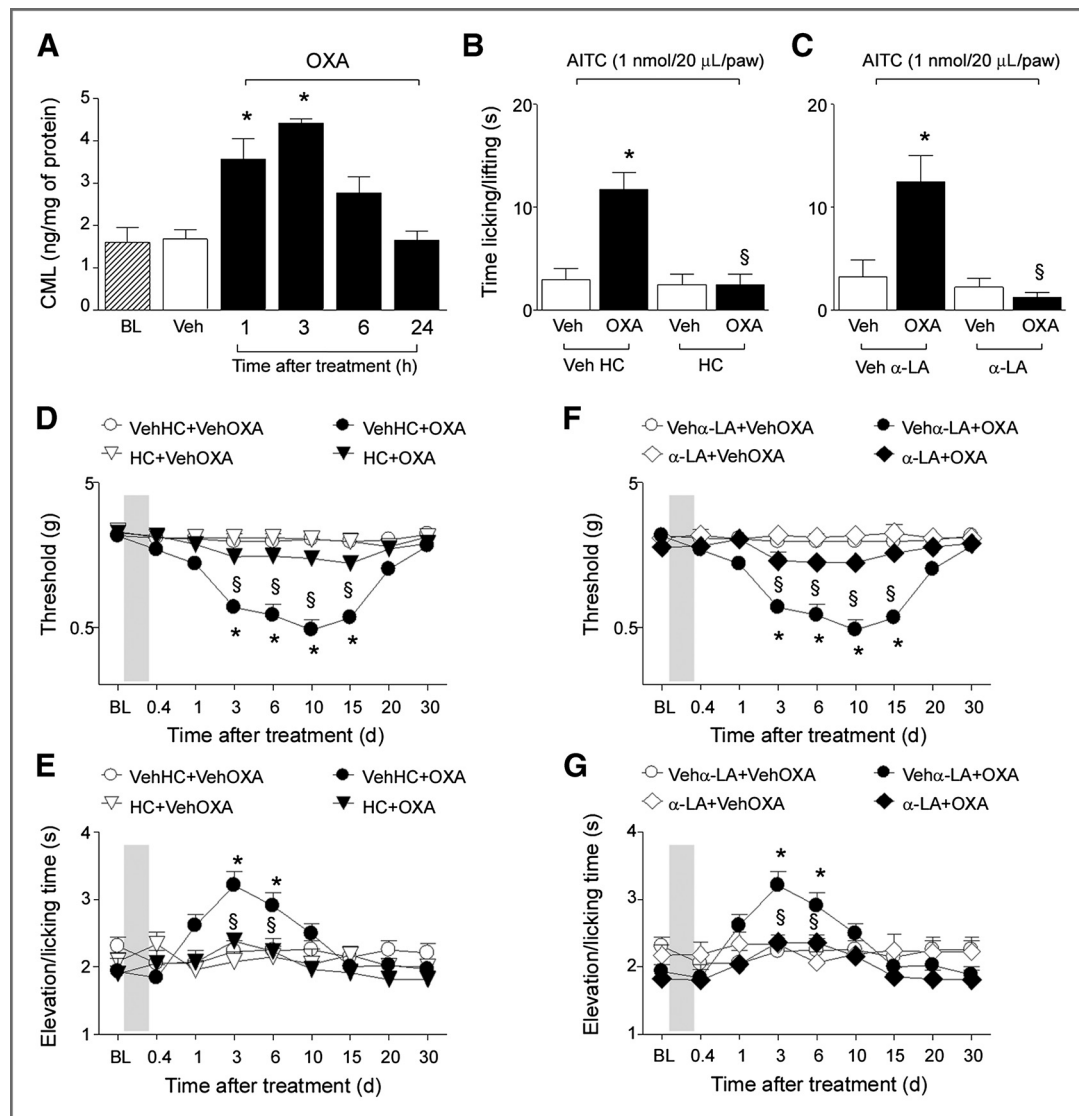 A
OXA
CML (ng/mg of protein)
5
4
3
2
1
0
* *
BL Veh 1 3 6 24
Time after treatment (h)
B
AITC (1 nmol/20 μL/paw)
Time licking/lifting (s)
20
10
0
*
§
Veh OXA Veh OXA
Veh HC HC
C
AITC (1 nmol/20 μL/paw)
20
10
0
*
§
Veh OXA Veh OXA
Veh α-LA α-LA
D
VehHC+VehOXA VehHC+OXA
HC+VehOXA HC+OXA
Threshold (g)
5
0.5
§ § § §
* * * *
BL 0.4 1 3 6 10 15 20 30
Time after treatment (d)
F
Vehα-LA+VehOXA Vehα-LA+OXA
α-LA+VehOXA α-LA+OXA
Threshold (g)
5
0.5
§ § § §
* * * *
BL 0.4 1 3 6 10 15 20 30
Time after treatment (d)
E
VehHC+VehOXA VehHC+OXA
HC+VehOXA HC+OXA
Elevation/licking time (s)
4
3
2
1
* *
§ §
BL 0.4 1 3 6 10 15 20 30
Time after treatment (d)
G
Vehα-LA+VehOXA Vehα-LA+OXA
α-LA+VehOXA α-LA+OXA
Elevation/licking time (s)
4
3
2
1
* *
§ §
BL 0.4 1 3 6 10 15 20 30
Time after treatment (d)